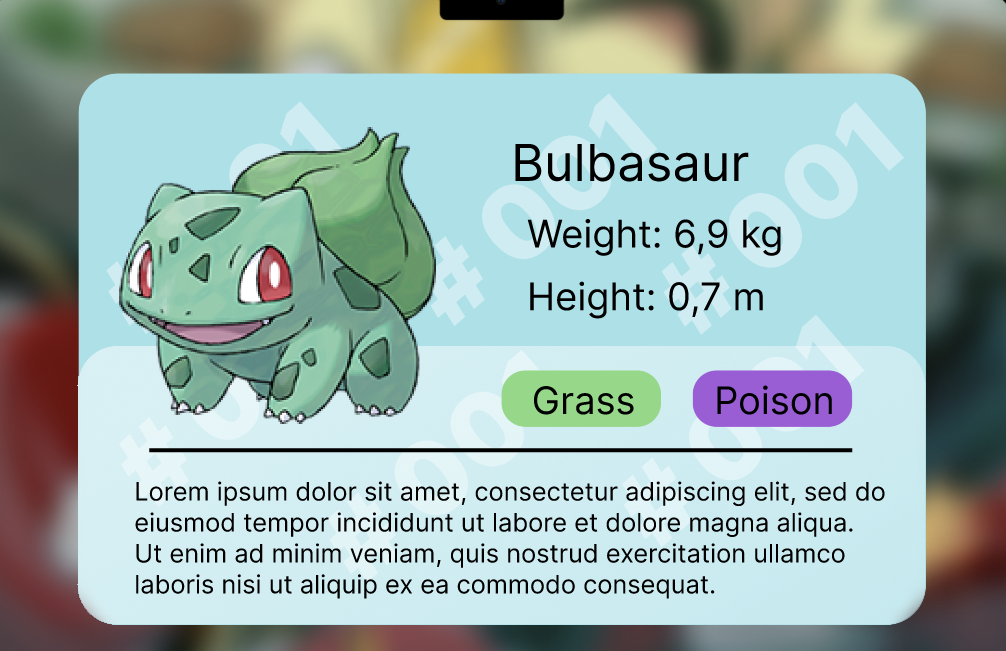 # 001
# 001
# 001
Bulbasaur
Weight: 6,9 kg
Height: 0,7 m
Grass
Poison
# 001
# 001
# 001
Lorem ipsum dolor sit amet, consectetur adipiscing elit, sed do
eiusmod tempor incididunt ut labore et dolore magna aliqua.
Ut enim ad minim veniam, quis nostrud exercitation ullamco
laboris nisi ut aliquip ex ea commodo consequat.